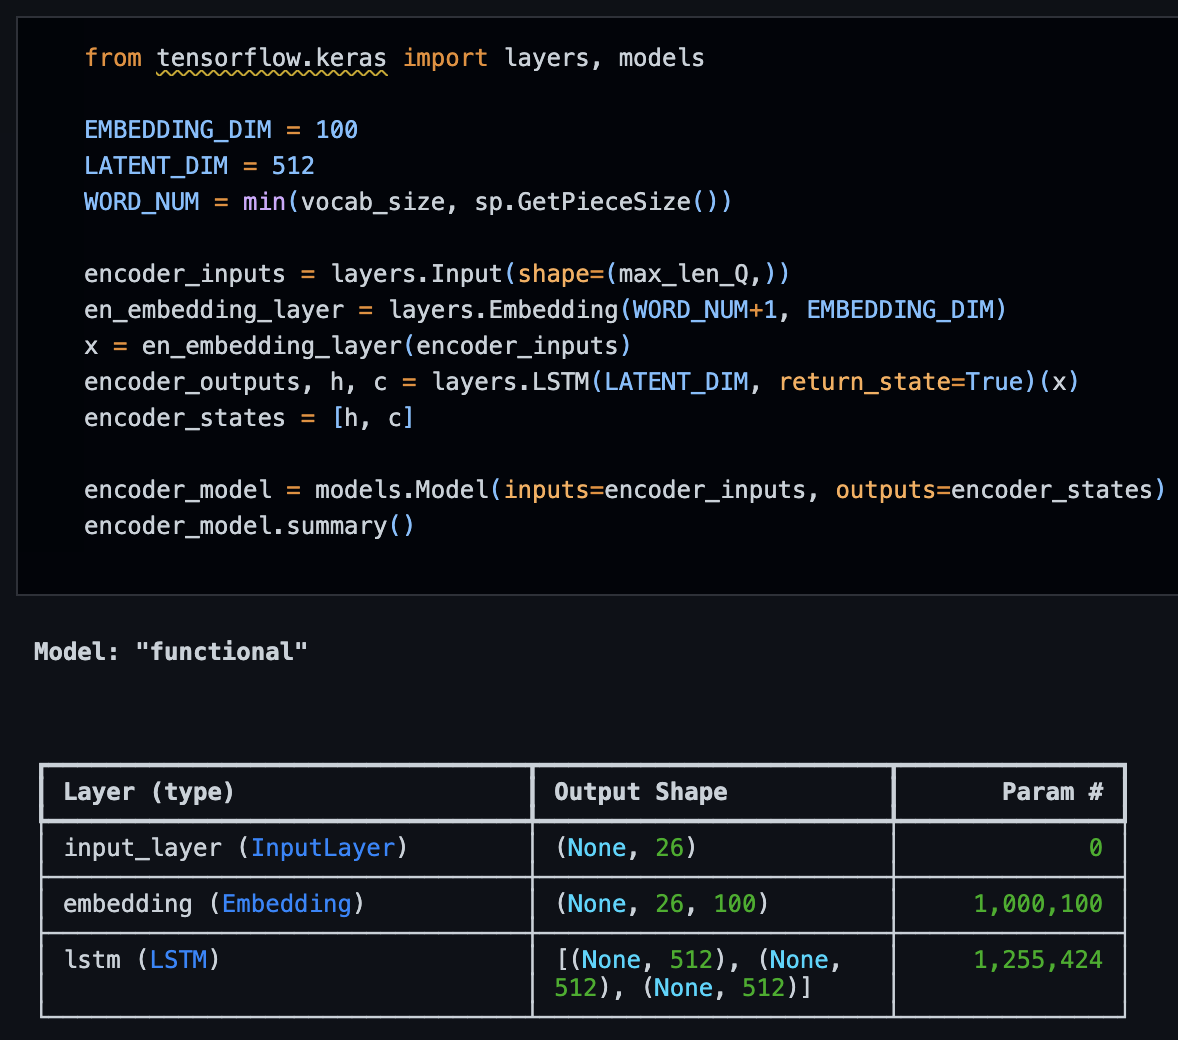 from tensorflow.keras import layers, models
EMBEDDING_DIM = 100
LATENT_DIM = 512
WORD_NUM = min(vocab_size, sp.GetPieceSize())
encoder_inputs = layers.Input(shape=(max_len_Q,))
en_embedding_layer = layers.Embedding(WORD_NUM+1, EMBEDDING_DIM)
x = en_embedding_layer(encoder_inputs)
encoder_outputs, h, c = layers.LSTM(LATENT_DIM, return_state=True)(x)
encoder_states = [h, c]
encoder_model = models.Model(inputs=encoder_inputs, outputs=encoder_states)
encoder_model.summary()
Model: "functional"
Layer (type) Output Shape Param #
input_layer (InputLayer) (None, 26) 0
embedding (Embedding) (None, 26, 100) 1,000,100
lstm (LSTM) [(None, 512), (None, 1,255,424
512), (None, 512)]